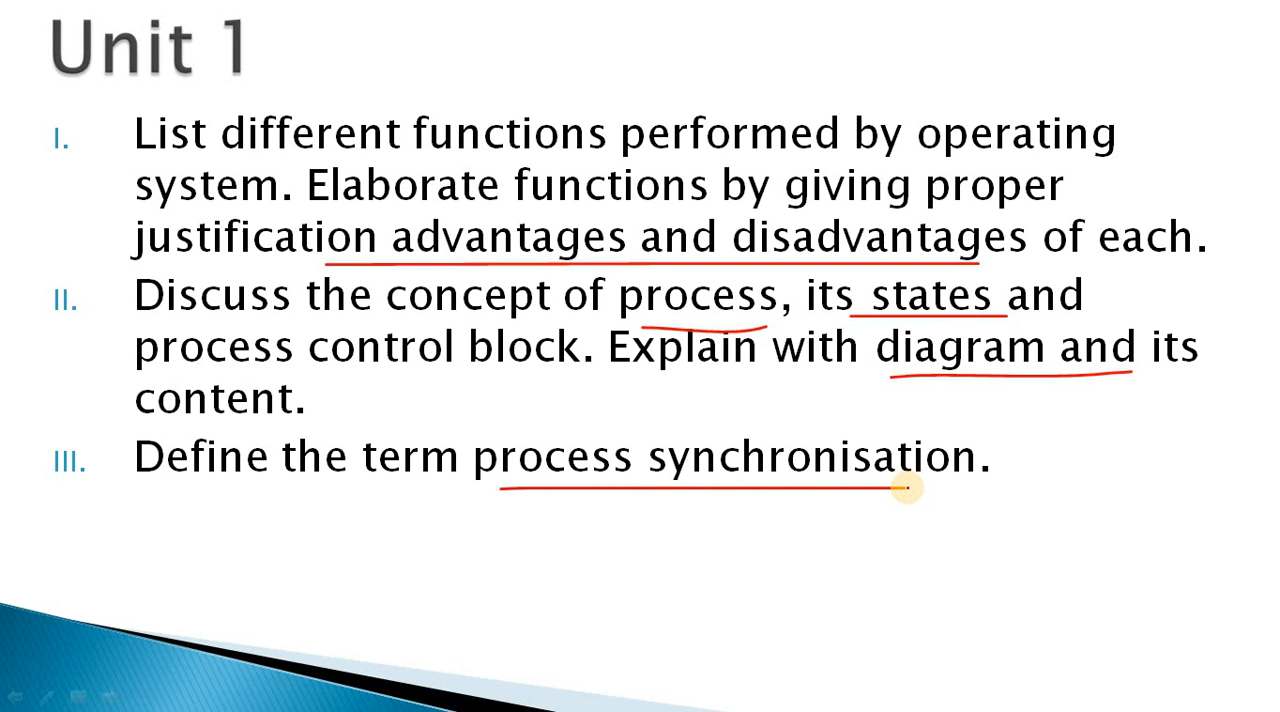 Unit 1
I. List different functions performed by operating
system. Elaborate functions by giving proper
justification advantages and disadvantages of each.
II. Discuss the concept of process, its states and
process control block. Explain with diagram and its
content.
III. Define the term process synchronisation.